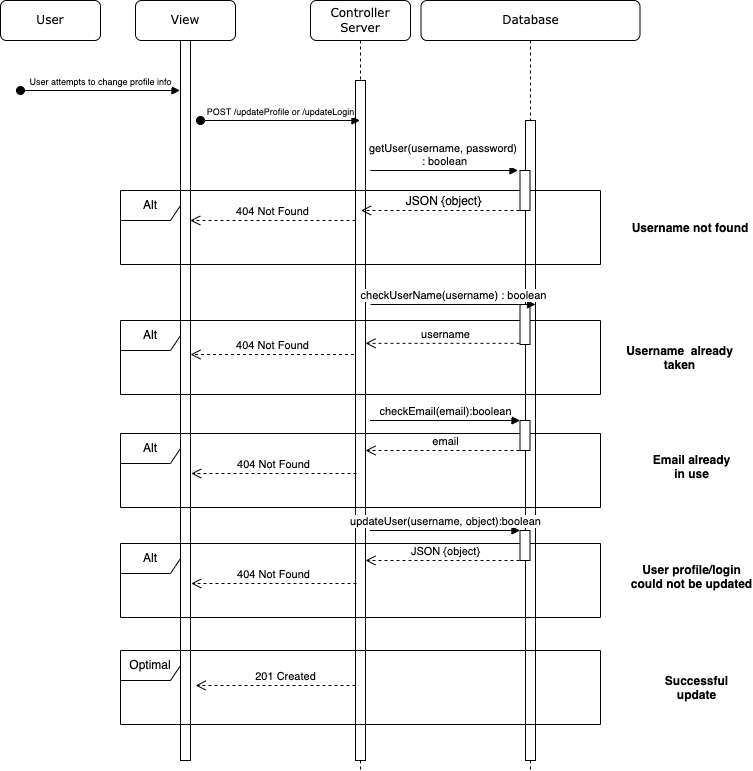 User
View
Controller
Server
Database
User attempts to change profile info
POST /updateProfile or /updateLogin
getUser(username, password)
: boolean
Alt
JSON {object}
404 Not Found
Username not found
checkUserName(username) : boolean
Alt
username
404 Not Found
Username  already
taken
checkEmail(email):boolean
Alt
email
404 Not Found
Email already
in use
updateUser(username, object):boolean
Alt
JSON {object}
404 Not Found
User profile/login
could not be updated
Optimal
201 Created
Successful
update